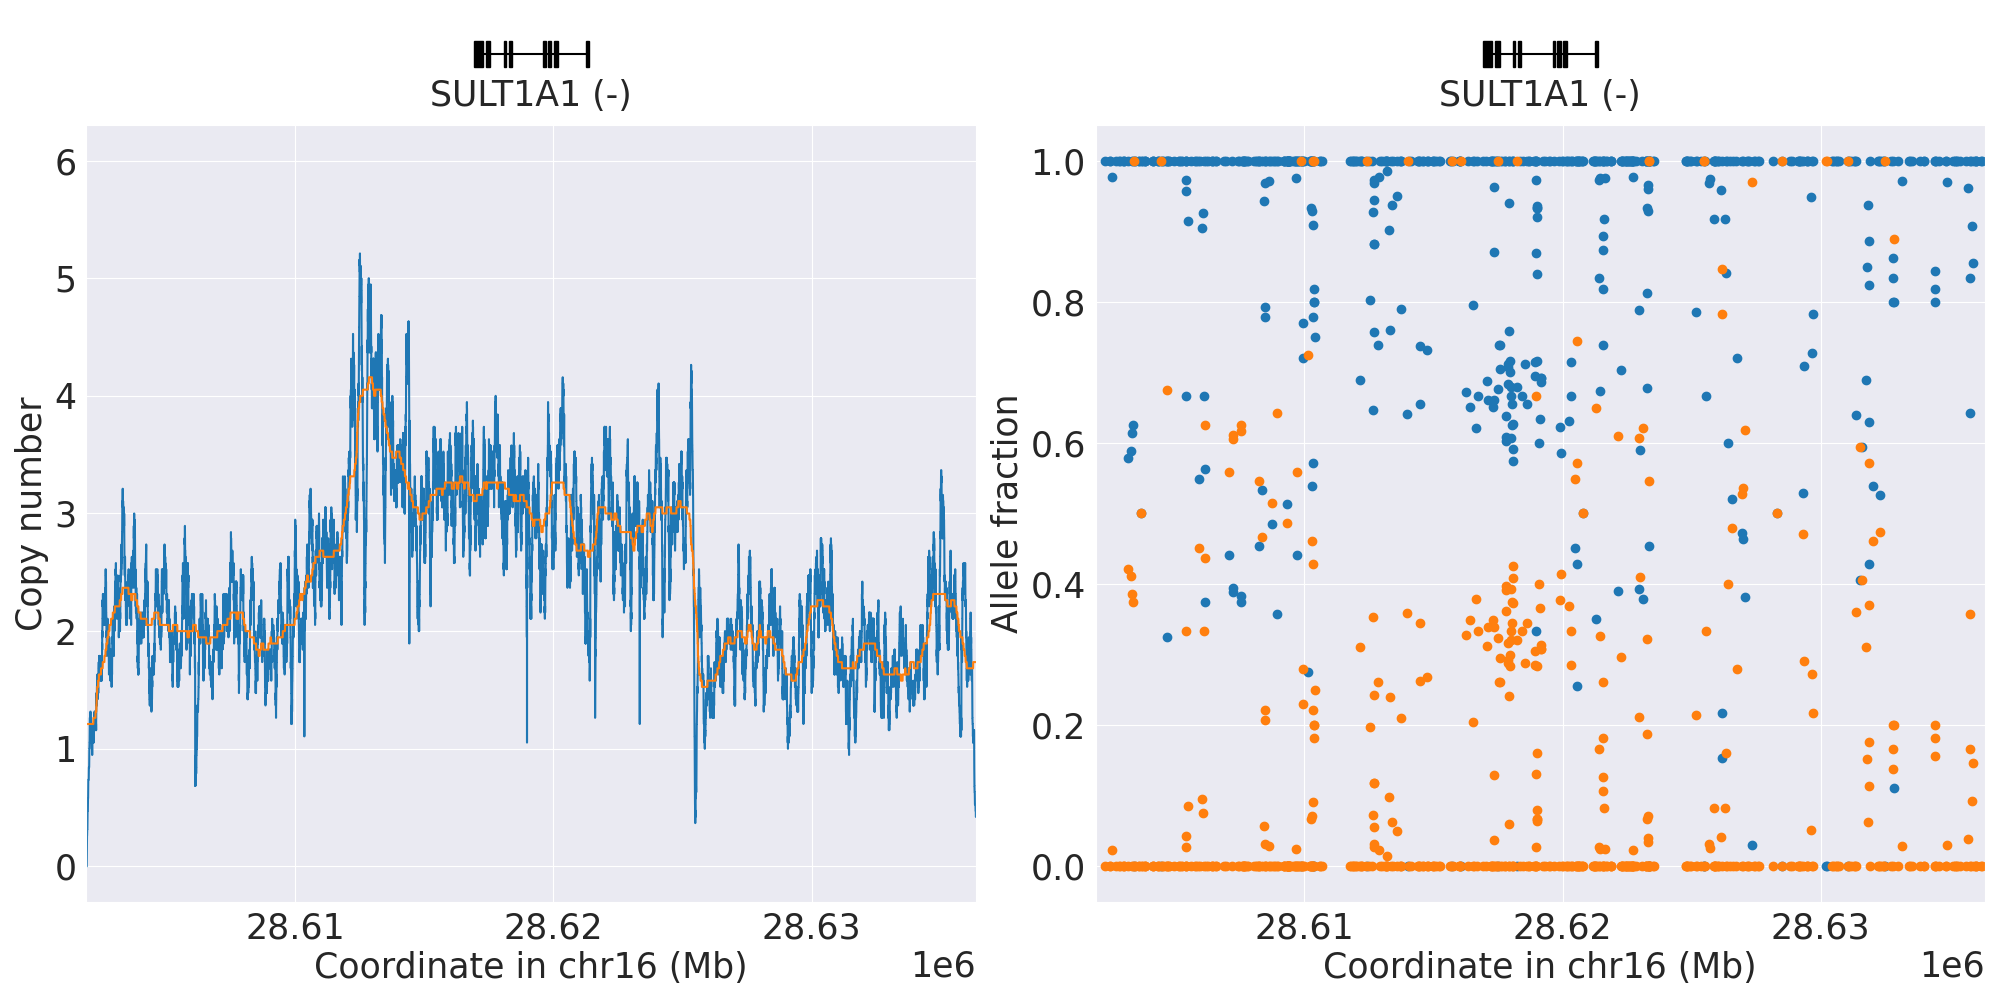 SULT1A1 (-)
6
5
4
3
2
1
0
Copy number
28.61
28.62
28.63
Coordinate in chr16 (Mb)
1e6
SULT1A1 (-)
1.0
0.8
0.6
0.4
0.2
0.0
Allele fraction
28.61
28.62
28.63
Coordinate in chr16 (Mb)
1e6